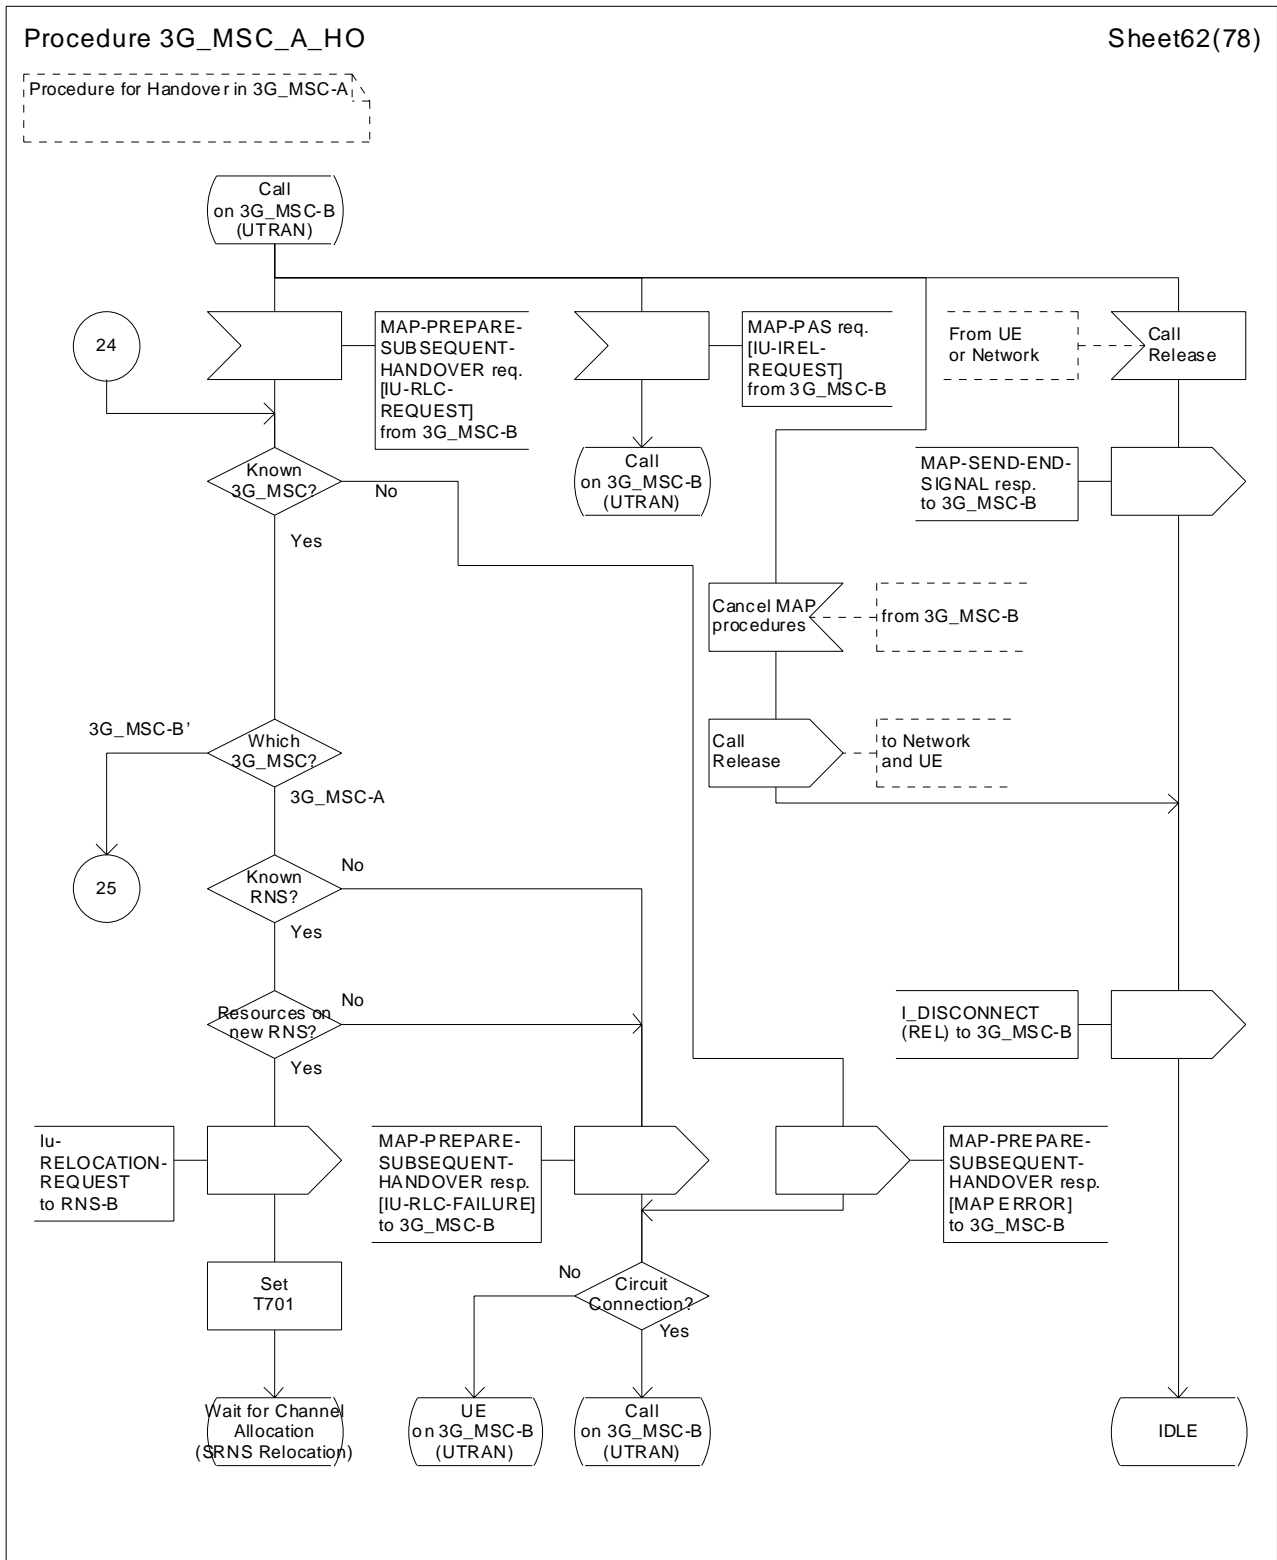 Procedure 3G_MSC_A_HO
Sheet62(78)
Procedure for Handover in 3G_MSC-A
Call
on 3G_MSC-B
(UTRAN)
24
MAP-PREPARE-
SUBSEQUENT-
HANDOVER req.
[IU-RLC-
REQUEST]
from 3G_MSC-B
MAP-PAS req.
[IU-IREL-
REQUEST]
from 3G_MSC-B
From UE
or Network
Call
Release
Known
3G_MSC?
No
Yes
Call
on 3G_MSC-B
(UTRAN)
MAP-SEND-END-
SIGNAL resp.
to 3G_MSC-B
Cancel MAP
procedures
from 3G_MSC-B
3G_MSC-B'
Which
3G_MSC?
3G_MSC-A
Call
Release
to Network
and UE
25
Known
RNS?
No
Yes
Resources on
new RNS?
No
Yes
I_DISCONNECT
(REL) to 3G_MSC-B
Iu-
RELOCATION-
REQUEST
to RNS-B
MAP-PREPARE-
SUBSEQUENT-
HANDOVER resp.
[IU-RLC-FAILURE]
to 3G_MSC-B
MAP-PREPARE-
SUBSEQUENT-
HANDOVER resp.
[MAP ERROR]
to 3G_MSC-B
Set
T701
No
Circuit
Connection?
Yes
Wait for Channel
Allocation
(SRNS Relocation)
UE
on 3G_MSC-B
(UTRAN)
Call
on 3G_MSC-B
(UTRAN)
IDLE